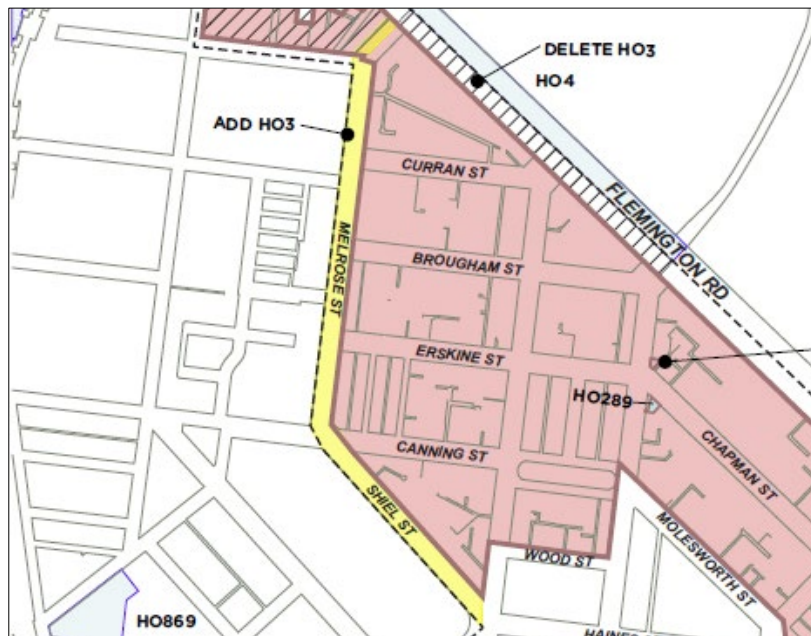 DELETE HO3
HO4
ADD HO3
CURRAN ST
FLEMINGTON RD
MELROSE ST
BROUGHAM ST
ERSKINE ST
HO289
CANNING ST
CHAPMAN ST
SHIEL ST
MOLESWORTH ST
WOOD ST
HO869